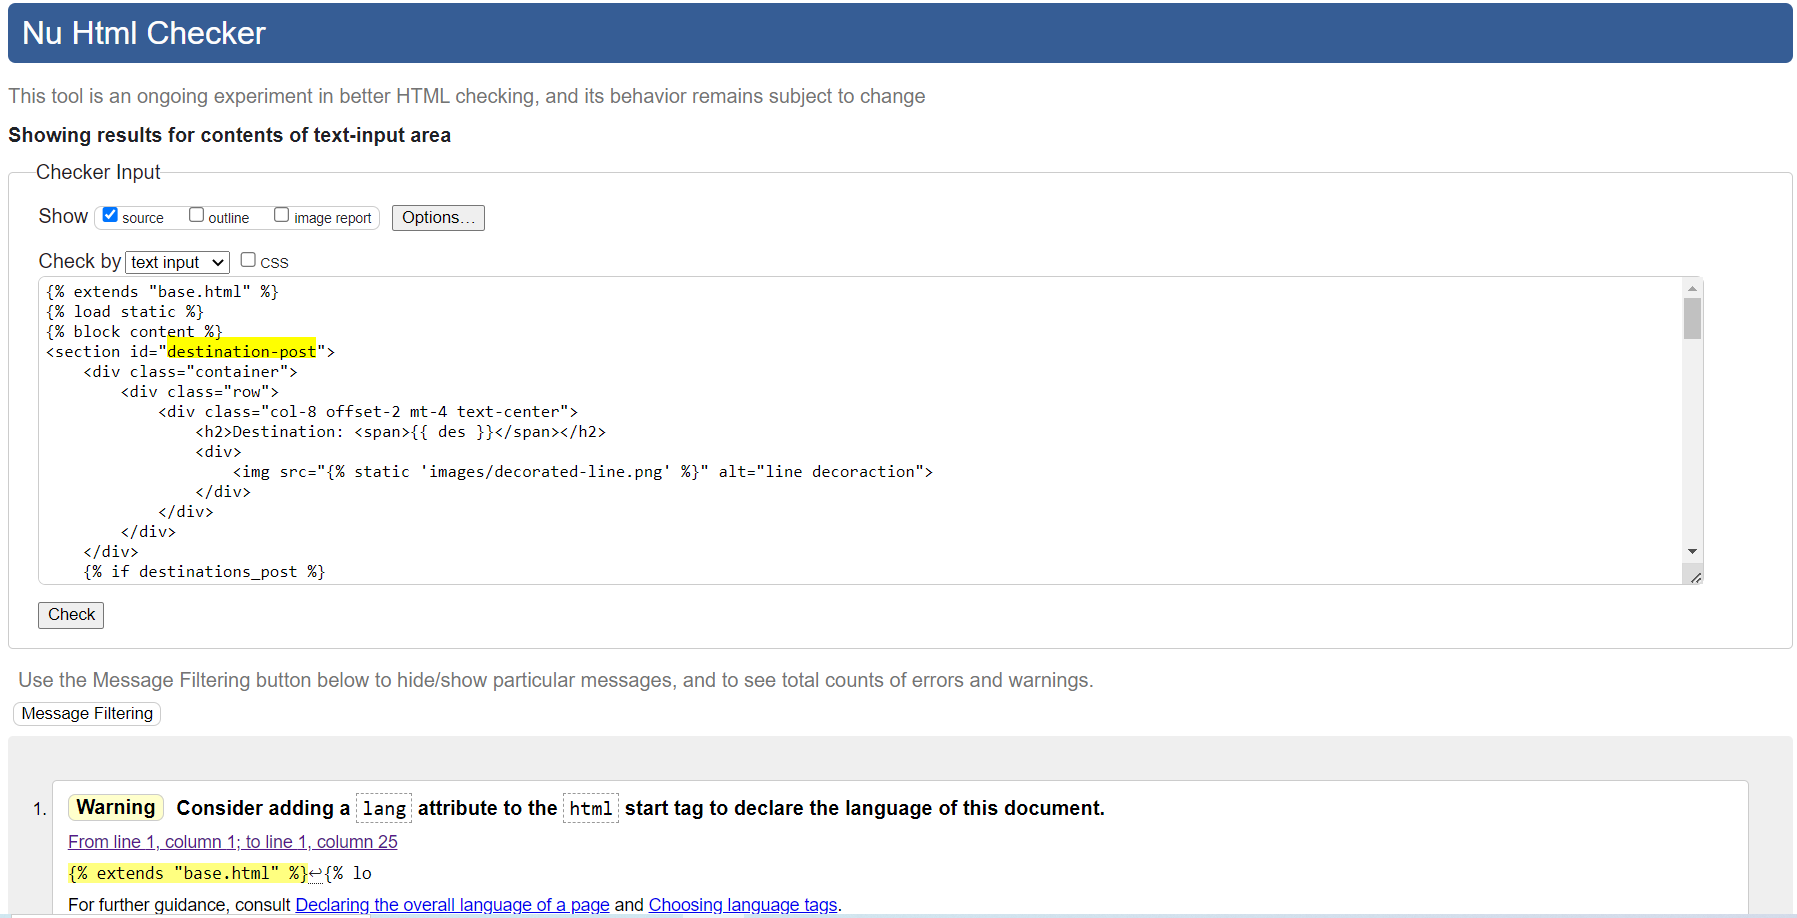 Nu Html Checker
This tool is an ongoing experiment in better HTML checking, and its behavior remains subject to change
Showing results for contents of text-input area
Checker Input
Show source outline image report Options...
Check by text input CSS
{% extends "base.html" %}
{% load static %}
{% block content %}
<section id="destination-post">
    <div class="container">
        <div class="row">
            <div class="col-8 offset-2 mt-4 text-center">
                <h2>Destination: <span>{{ des }}</span></h2>
                <div>
                    <img src="{% static 'images/decorated-line.png' %}" alt="line decoraction">
                </div>
            </div>
        </div>
    </div>
    {% if destinations_post %}
Check
Use the Message Filtering button below to hide/show particular messages, and to see total counts of errors and warnings.
Message Filtering
1. Warning Consider adding a lang attribute to the html start tag to declare the language of this document.
From line 1, column 1; to line 1, column 25
{% extends "base.html" %}↩{% lo
For further guidance, consult Declaring the overall language of a page and Choosing language tags.